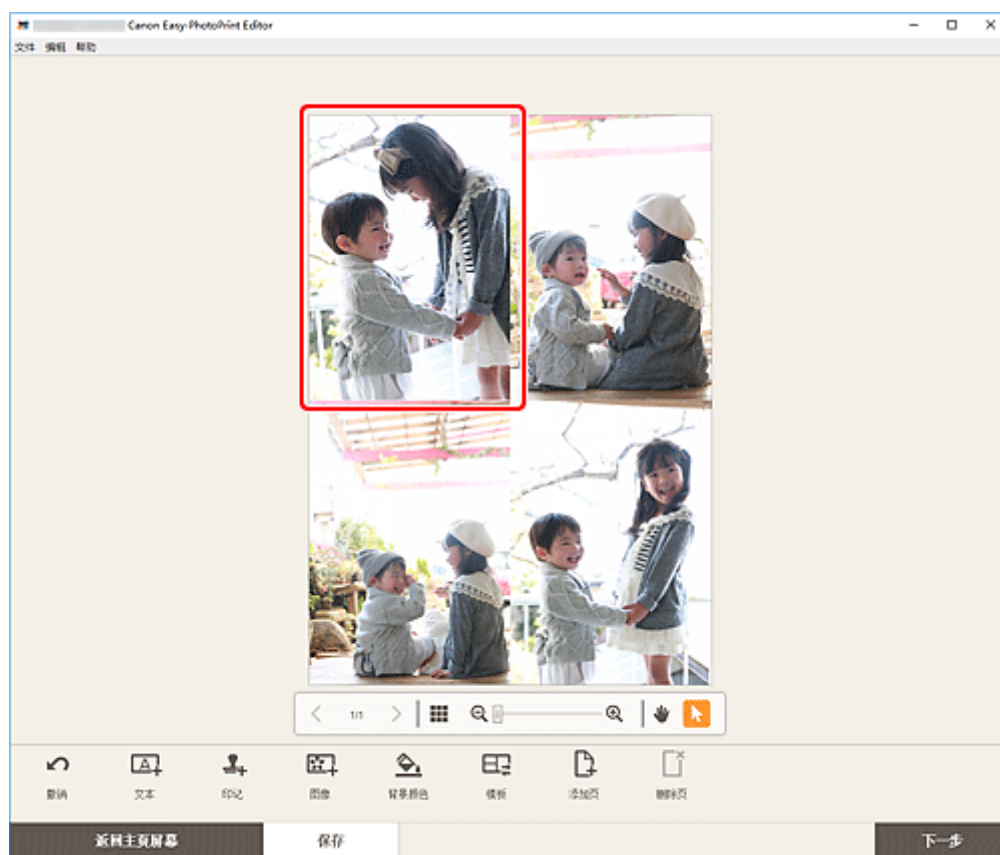 Canon Easy-PhotoPrint Editor
文件 编辑 帮助
1/1
撤销 文本 印记 图像 背景颜色 模板 添加页 删除页
返回主页屏幕 保存 下一步